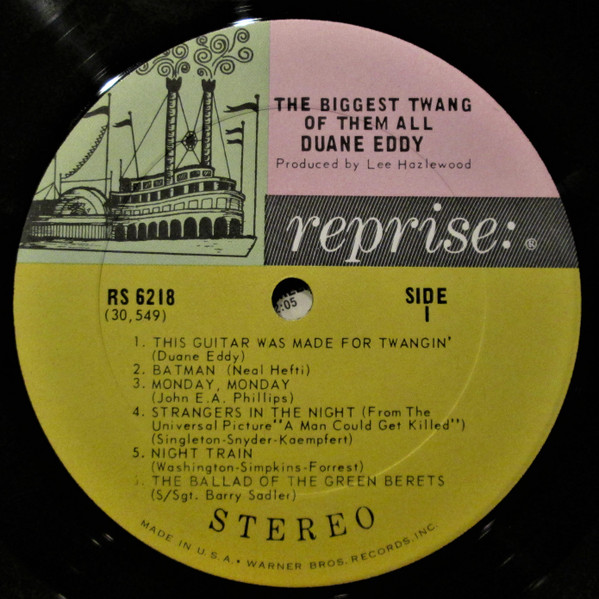 THE BIGGEST TWANG
OF THEM ALL
DUANE EDDY
Produced by Lee Hazlewood
reprise: ®
RS 6218
(30,549)
:05
SIDE
1
1. THIS GUITAR WAS MADE FOR TWANGIN'
(Duane Eddy)
2. BATMAN (Neal Hefti)
3. MONDAY, MONDAY
(John E.A. Phillips)
4. STRANGERS IN THE NIGHT (From The
Universal Picture "A Man Could Get Killed")
(Singleton-Snyder-Kaempfert)
5. NIGHT TRAIN
(Washington-Simpkins-Forrest)
THE BALLAD OF THE GREEN BERETS
(S/Sgt. Barry Sadler)
STEREO
MADE IN U.S.A. • WARNER BROS. RECORDS, INC.